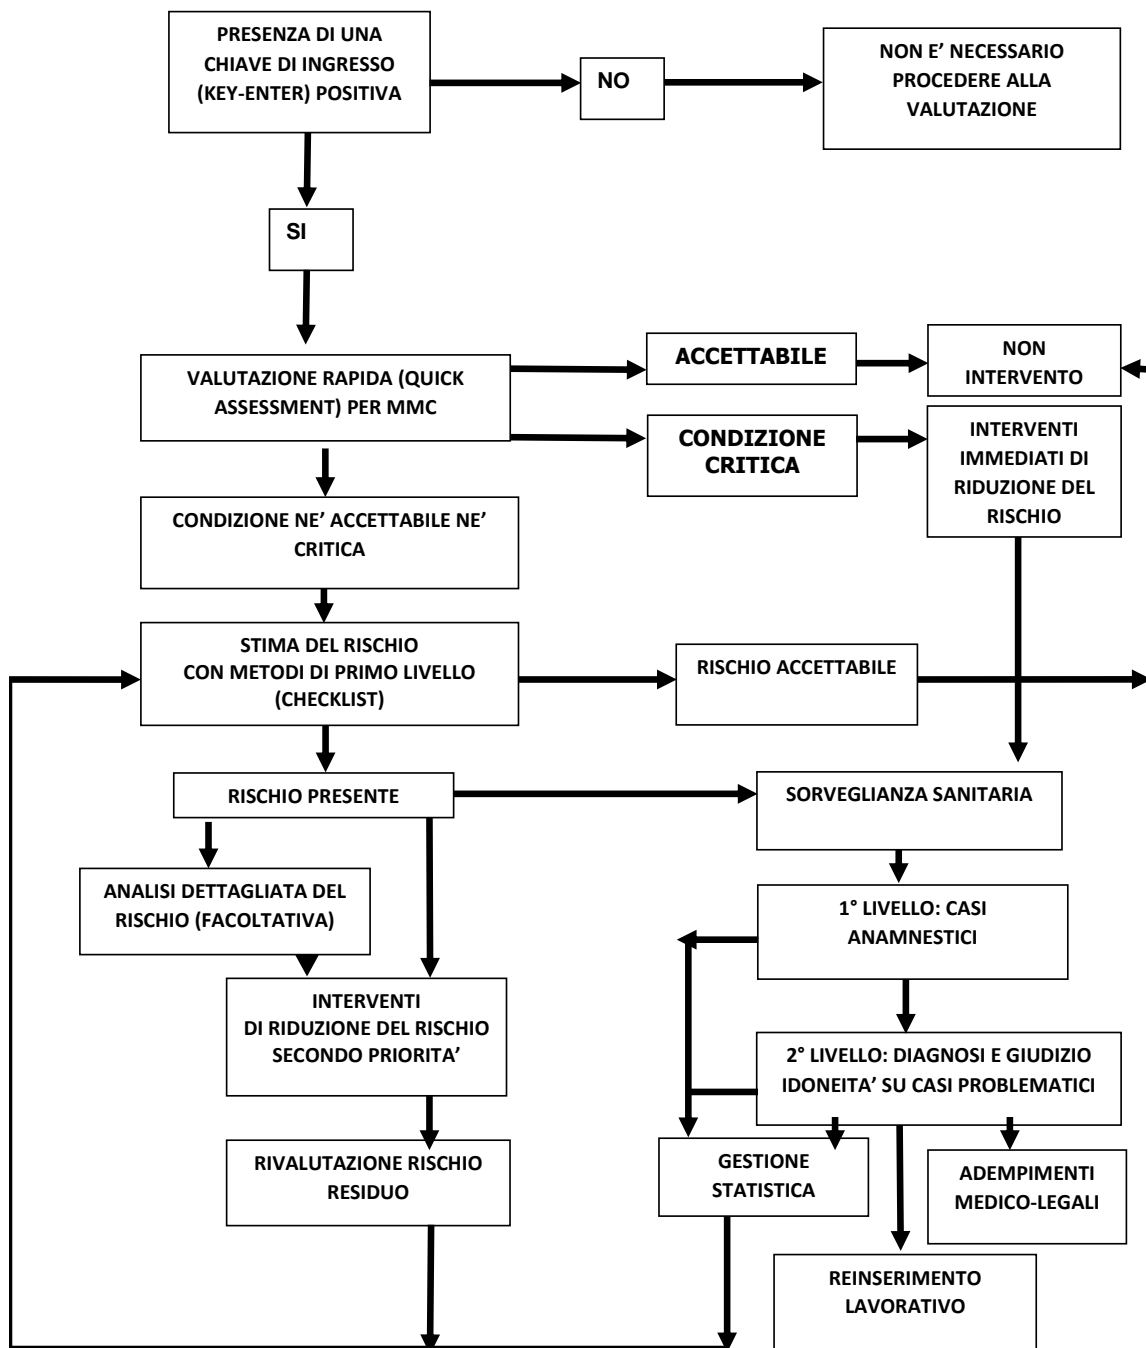 PRESENZA DI UNA
CHIAVE DI INGRESSO
(KEY-ENTER) POSITIVA
NO
NON E’ NECESSARIO
PROCEDERE ALLA
VALUTAZIONE
SI
VALUTAZIONE RAPIDA (QUICK
ASSESSMENT) PER MMC
ACCETTABILE
NON
INTERVENTO
CONDIZIONE
CRITICA
INTERVENTI
IMMEDIATI DI
RIDUZIONE DEL
RISCHIO
CONDIZIONE NE’ ACCETTABILE NE’
CRITICA
STIMA DEL RISCHIO
CON METODI DI PRIMO LIVELLO
(CHECKLIST)
RISCHIO ACCETTABILE
RISCHIO PRESENTE
SORVEGLIANZA SANITARIA
ANALISI DETTAGLIATA DEL
RISCHIO (FACOLTATIVA)
1° LIVELLO: CASI
ANAMNESTICI
INTERVENTI
DI RIDUZIONE DEL RISCHIO
SECONDO PRIORITA’
2° LIVELLO: DIAGNOSI E GIUDIZIO
IDONEITA’ SU CASI PROBLEMATICI
RIVALUTAZIONE RISCHIO
RESIDUO
GESTIONE
STATISTICA
ADEMPIMENTI
MEDICO-LEGALI
REINSERIMENTO
LAVORATIVO